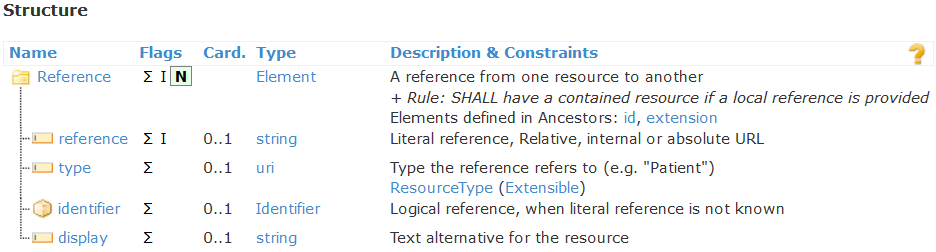 Structure
Name Flags Card. Type Description & Constraints ?
Reference Σ I N Element A reference from one resource to another
+ Rule: SHALL have a contained resource if a local reference is provided
Elements defined in Ancestors: id, extension
reference Σ I 0..1 string Literal reference, Relative, internal or absolute URL
type Σ 0..1 uri Type the reference refers to (e.g. "Patient")
ResourceType (Extensible)
identifier Σ 0..1 Identifier Logical reference, when literal reference is not known
display Σ 0..1 string Text alternative for the resource